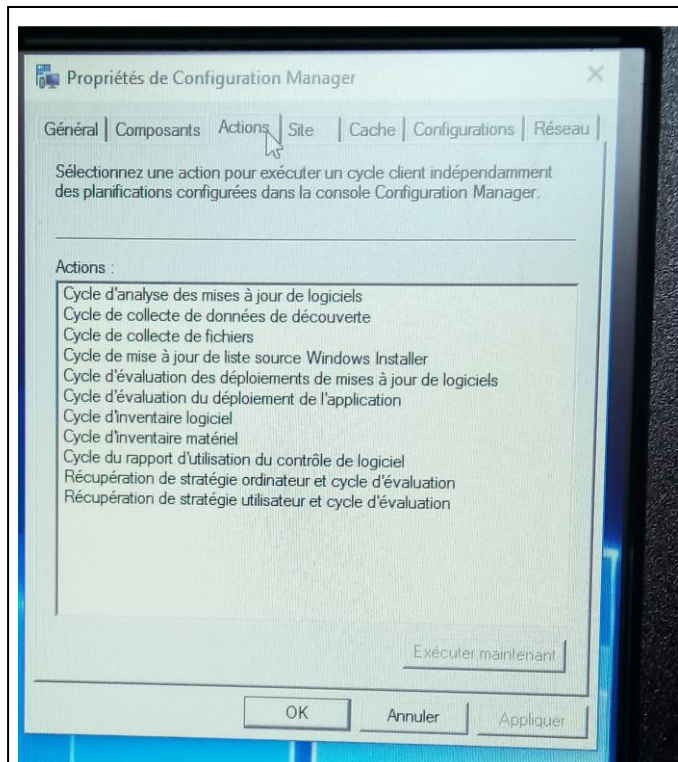 Propriétés de Configuration Manager
Général Composants Actions Site Cache Configurations Réseau
Sélectionnez une action pour exécuter un cycle client indépendamment
des planifications configurées dans la console Configuration Manager.
Actions :
Cycle d'analyse des mises à jour de logiciels
Cycle de collecte de données de découverte
Cycle de collecte de fichiers
Cycle de mise à jour de liste source Windows Installer
Cycle d'évaluation des déploiements de mises à jour de logiciels
Cycle d'évaluation du déploiement de l'application
Cycle d'inventaire logiciel
Cycle d'inventaire matériel
Cycle du rapport d'utilisation du contrôle de logiciel
Récupération de stratégie ordinateur et cycle d'évaluation
Récupération de stratégie utilisateur et cycle d'évaluation
Exécuter maintenant
OK Annuler Appliquer